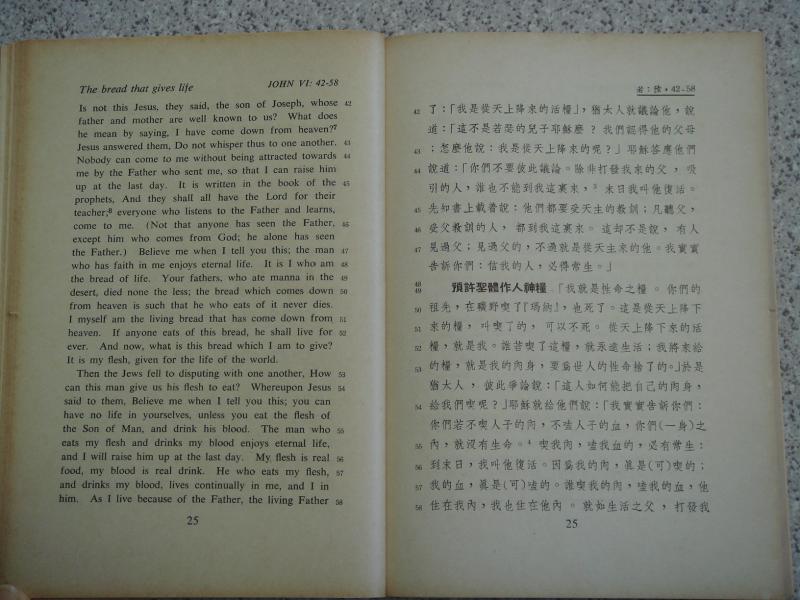 The bread that gives life JOHN VI: 42-58
Is not this Jesus, they said, the son of Joseph, whose 42
father and mother are well known to us? What does
he mean by saying, I have come down from heaven?7
Jesus answered them, Do not whisper thus to one another. 43
Nobody can come to me without being attracted towards 44
me by the Father who sent me, so that I can raise him
up at the last day. It is written in the book of the 45
prophets, And they shall all have the Lord for their
teacher;8 everyone who listens to the Father and learns,
come to me. (Not that anyone has seen the Father, 46
except him who comes from God; he alone has seen
the Father.) Believe me when I tell you this; the man 47
who has faith in me enjoys eternal life. It is I who am 48
the bread of life. Your fathers, who ate manna in the 49
desert, died none the less; the bread which comes down 50
from heaven is such that he who eats of it never dies.
I myself am the living bread that has come down from 51
heaven. If anyone eats of this bread, he shall live for 52
ever. And now, what is this bread which I am to give?
It is my flesh, given for the life of the world.
Then the Jews fell to disputing with one another, How 53
can this man give us his flesh to eat? Whereupon Jesus 54
said to them, Believe me when I tell you this; you can
have no life in yourselves, unless you eat the flesh of
the Son of Man, and drink his blood. The man who 55
eats my flesh and drinks my blood enjoys eternal life,
and I will raise him up at the last day. My flesh is real 56
food, my blood is real drink. He who eats my flesh, 57
and drinks my blood, lives continually in me, and I in
him. As I live because of the Father, the living Father 58
25
若:陸,42-58
42 了:「我是從天上降來的活糧」,猶太人就議論他,說
道:「這不是若瑟的兒子耶穌麼?我們認得他的父母
43 ;怎麼他說:我是從天上降來的呢?」耶穌答應他們
44 說道:「你們不要彼此議論。除非打發我來的父,吸
引的人,誰也不能到我這裏來,3 末日我叫他復活。
45 先知書上載着說:他們都要受天主的教訓;凡聽父,
46 受父教訓的人,都到我這裏來。這却不是說,有人
47 見過父;見過父的,不過就是從天主來的他。我實實
告訴你們:信我的人,必得常生。」
48 49 預許聖體作人神糧 「我就是性命之糧。你們的
50 祖先,在曠野喫了『瑪納』,也死了。這是從天上降下
51 來的糧,叫喫了的,可以不死。從天上降下來的活
52 糧,就是我。誰若喫了這糧,就永遠生活;我將來給
53 的糧,就是我的肉身,要爲世人的性命捨了的。」於是
猶太人,彼此爭論說:「這人如何能把自己的肉身,
54 給我們喫呢?」耶穌就給他們說:「我實實告訴你們:
你們若不喫人子的肉,不嗑人子的血,你們(一身)之
55 內,就沒有生命。4 喫我肉,嗑我血的,必有常生;
56 到末日,我叫他復活。因爲我的肉,眞是(可)喫的;
57 我的血,眞是(可)嗑的。誰喫我的肉,嗑我的血,他
58 住在我內,我也住在他內。就如生活之父,打發我
25